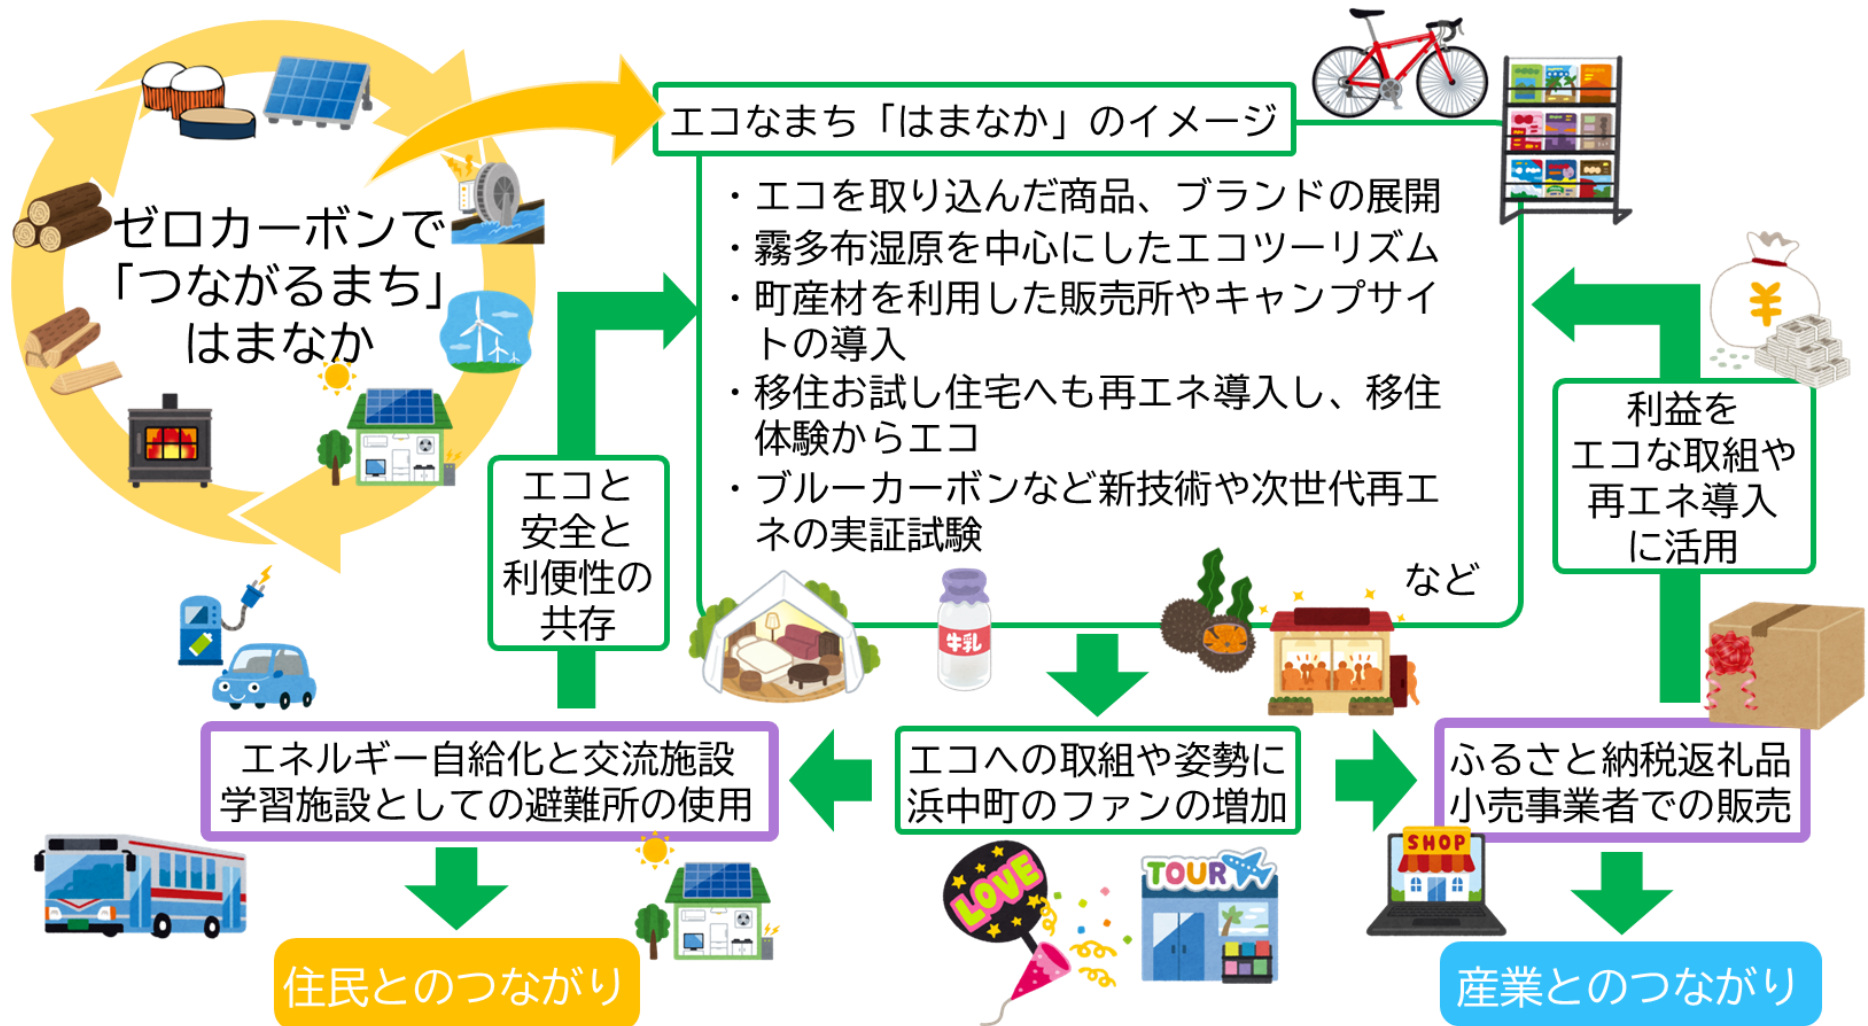 ゼロカーボンで
「つながるまち」
はまなか
エコなまち「はまなか」のイメージ
・エコを取り込んだ商品、ブランドの展開
・霧多布湿原を中心にしたエコツーリズム
・町産材を利用した販売所やキャンプサイ
トの導入
・移住お試し住宅へも再エネ導入し、移住
体験からエコ
・ブルーカーボンなど新技術や次世代再エ
ネの実証試験
など
エコと
安全と
利便性の
共存
¥
利益を
エコな取組や
再エネ導入
に活用
牛乳
エネルギー自給化と交流施設
学習施設としての避難所の使用
エコへの取組や姿勢に
浜中町のファンの増加
ふるさと納税返礼品
小売事業者での販売
LOVE
TOUR
SHOP
住民とのつながり
産業とのつながり